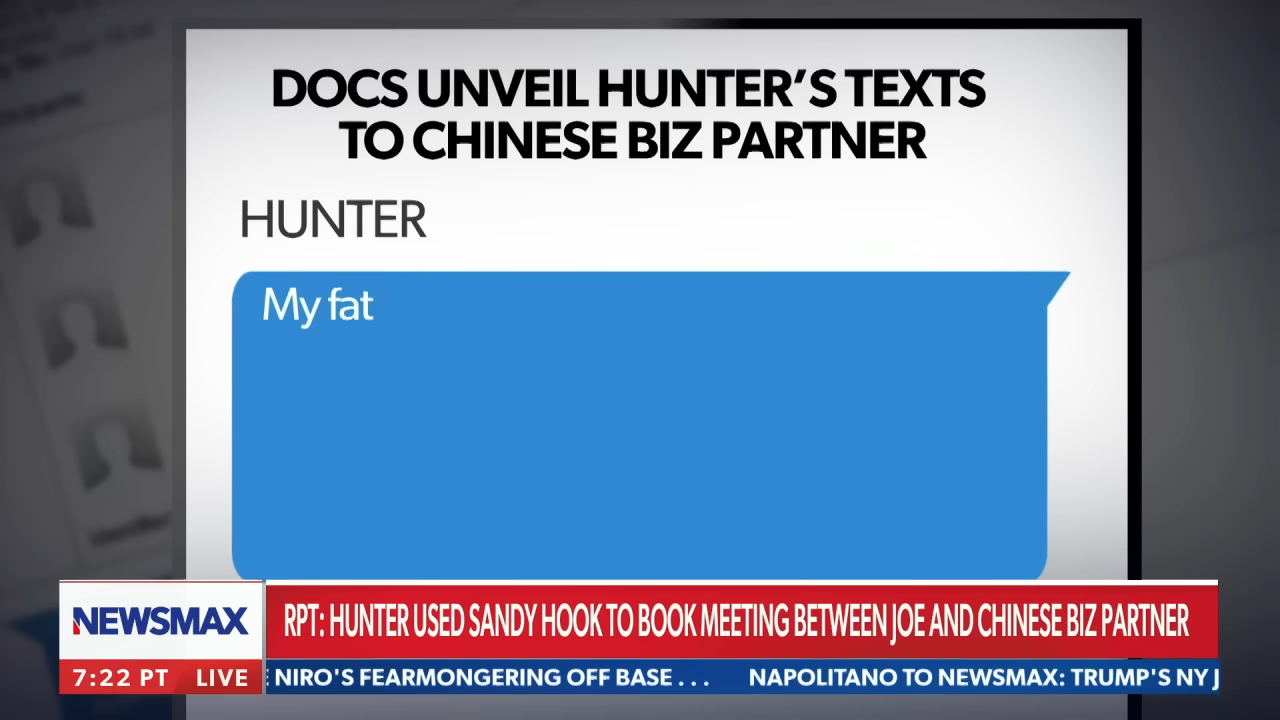 DOCS UNVEIL HUNTER'S TEXTS
TO CHINESE BIZ PARTNER
HUNTER
My fat
NEWSMAX
RPT: HUNTER USED SANDY HOOK TO BOOK MEETING BETWEEN JOE AND CHINESE BIZ PARTNER
7:22 PT LIVE
NIRO'S FEARMONGERING OFF BASE . . . NAPOLITANO TO NEWSMAX: TRUMP'S NY